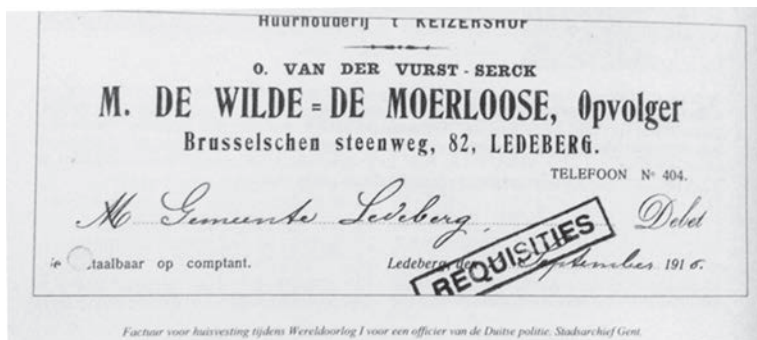 Huurhouderij 't KEIZERSHOF
O. VAN DER VURST - SERCK
M. DE WILDE = DE MOERLOOSE, Opvolger
Brusselschen steenweg, 82, LEDEBERG.
TELEFOON No 404.
M Gemeente Ledeberg. Debet
taalbaar op comptant. Ledeberg, den September 1916.
REQUISITIES
Factuur voor huisvesting tijdens Wereldoorlog I voor een officier van de Duitse politie. Stadsarchief Gent.